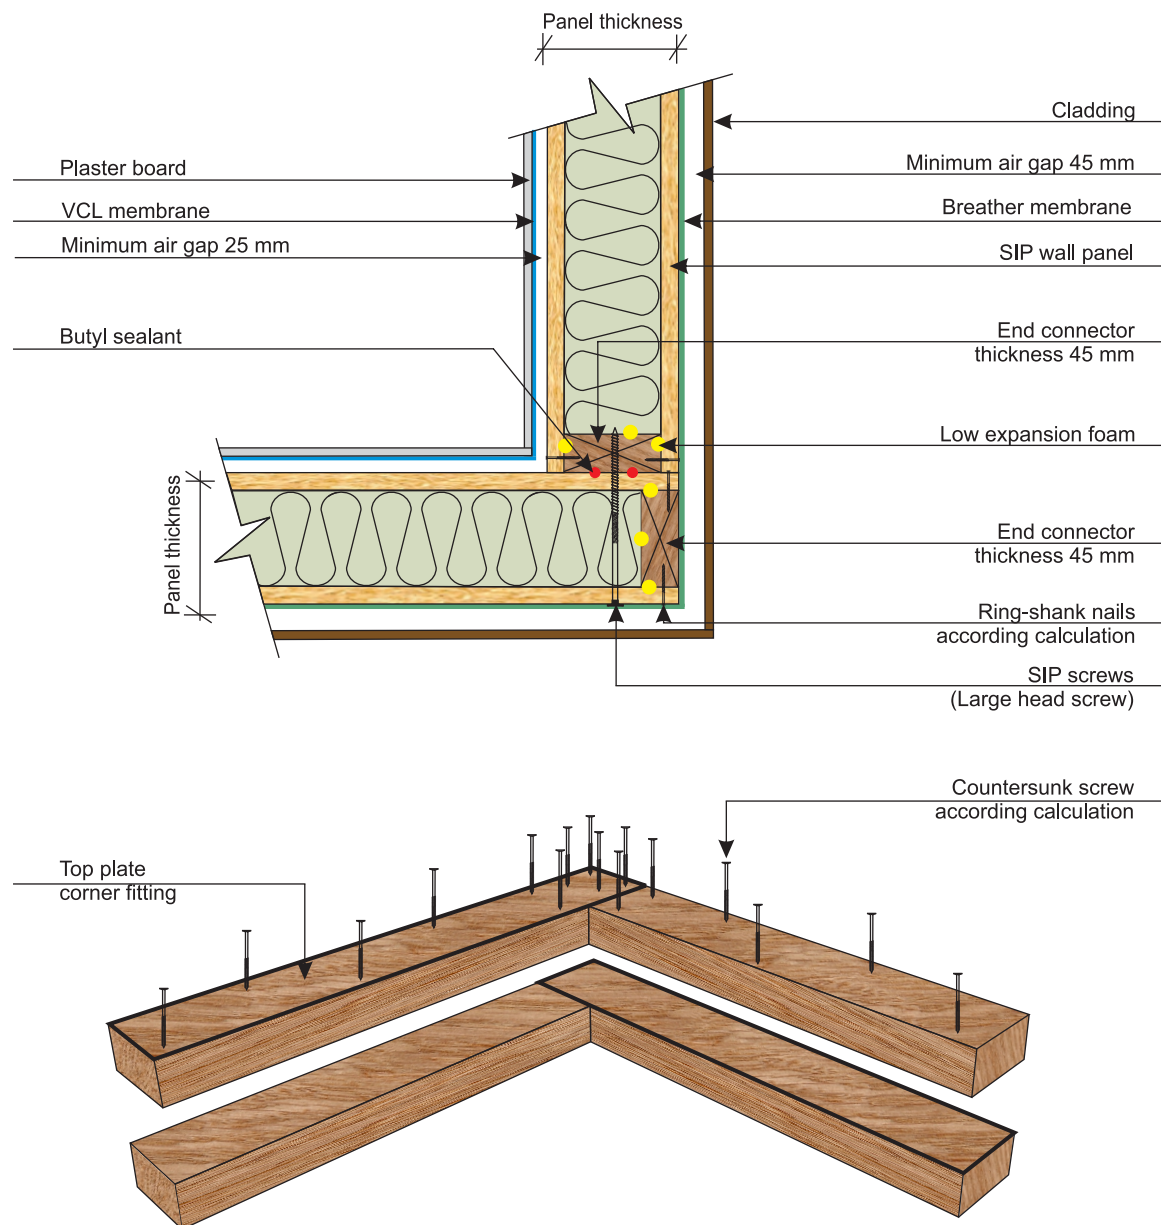 Panel thickness
Cladding
Plaster board
Minimum air gap 45 mm
VCL membrane
Breather membrane
Minimum air gap 25 mm
SIP wall panel
Butyl sealant
End connector
thickness 45 mm
Low expansion foam
Panel thickness
End connector
thickness 45 mm
Ring-shank nails
according calculation
SIP screws
(Large head screw)
Countersunk screw
according calculation
Top plate
corner fitting